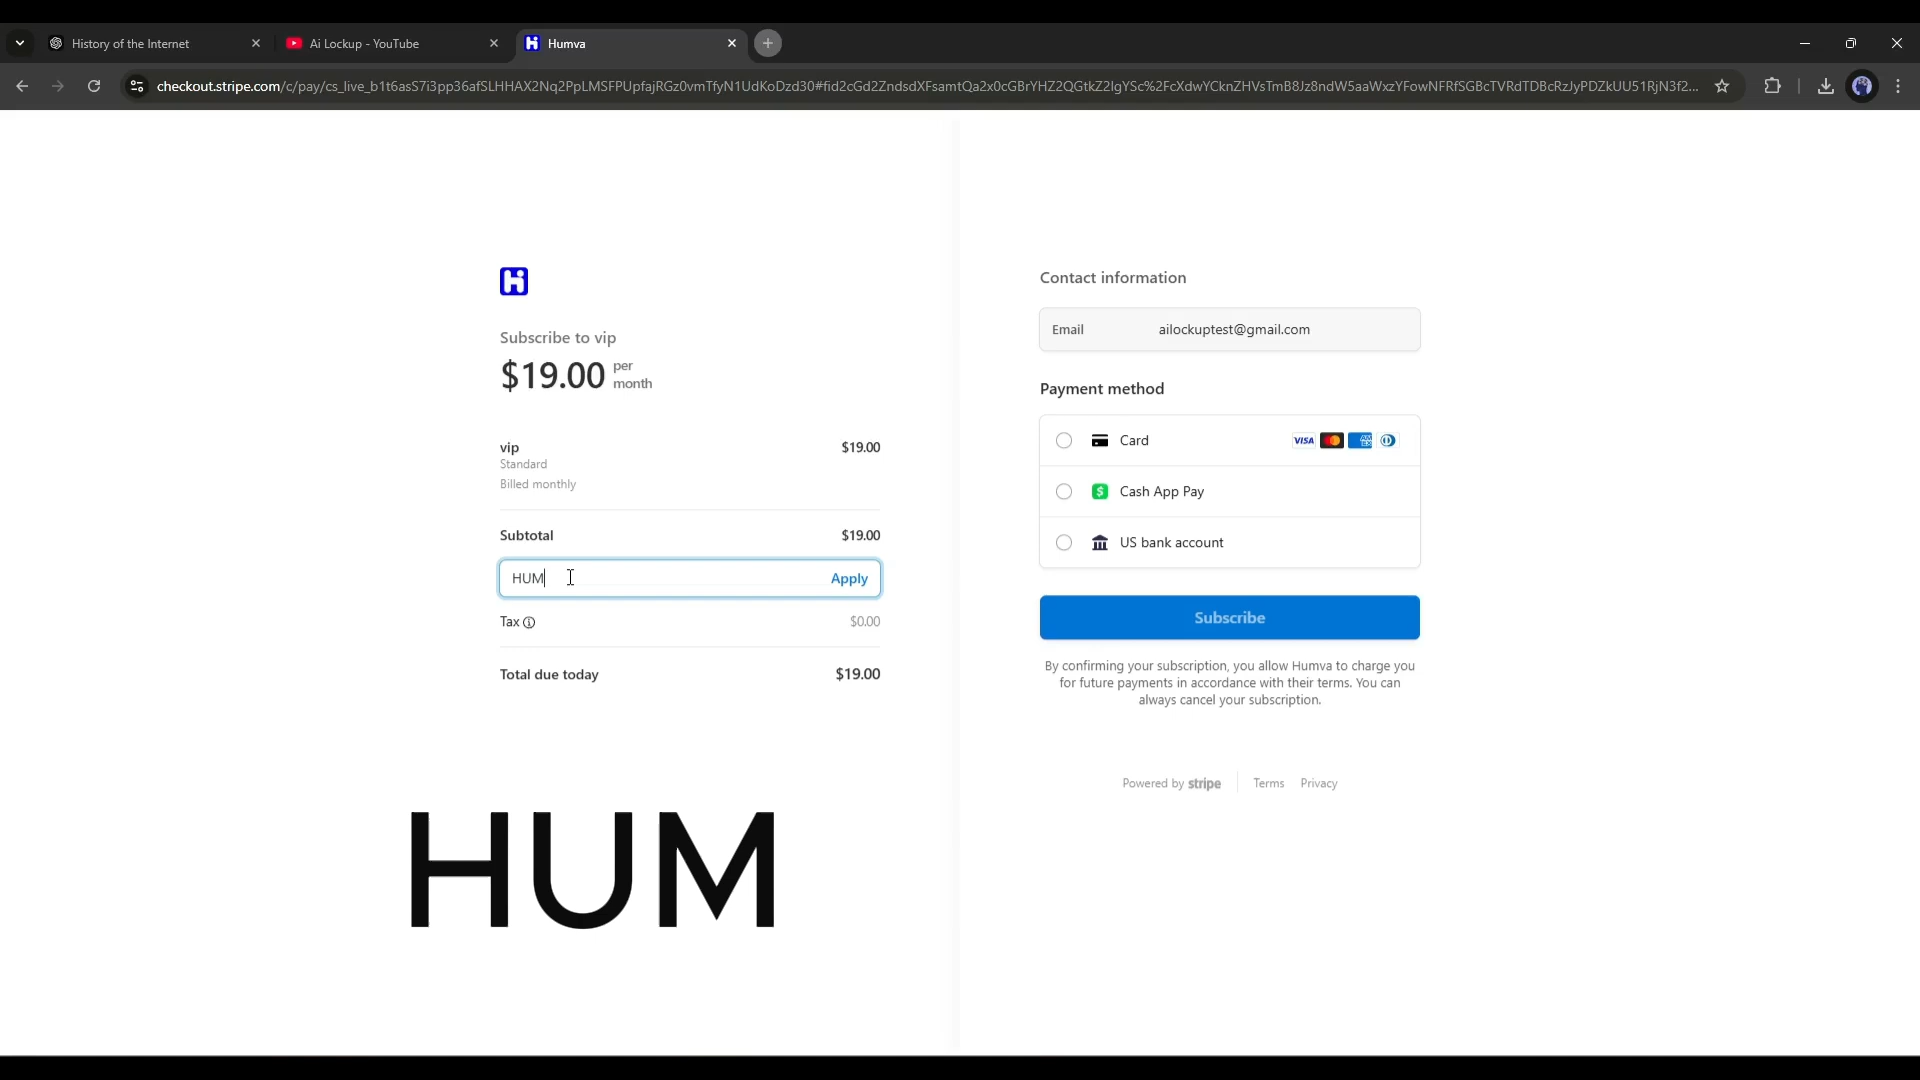 History of the Internet
Ai Lockup - YouTube
Humva
checkout.stripe.com/c/pay/cs_live_b1t6asS7i3pp36afSLHHAX2Nq2PpLMSFPUpfajRGz0vmTfyN1UdKoDzd30#fid2cGd2ZndsdXFsamtQa2x0cGBrYHZ2QGtkZ2lgYSc%2FcXdwYCknZHVsTmB8Jz8ndW5aaWxzYFowNFRfSGBcTVRdTDBcRzJyPDZkUU51RjN3f2...
Subscribe to vip
$19.00 per month
vip $19.00
Standard
Billed monthly
Subtotal $19.00
HUM Apply
Tax $0.00
Total due today $19.00
HUM
Contact information
Email ailockuptest@gmail.com
Payment method
Card VISA
Cash App Pay
US bank account
Subscribe
By confirming your subscription, you allow Humva to charge you
for future payments in accordance with their terms. You can
always cancel your subscription.
Powered by stripe Terms Privacy